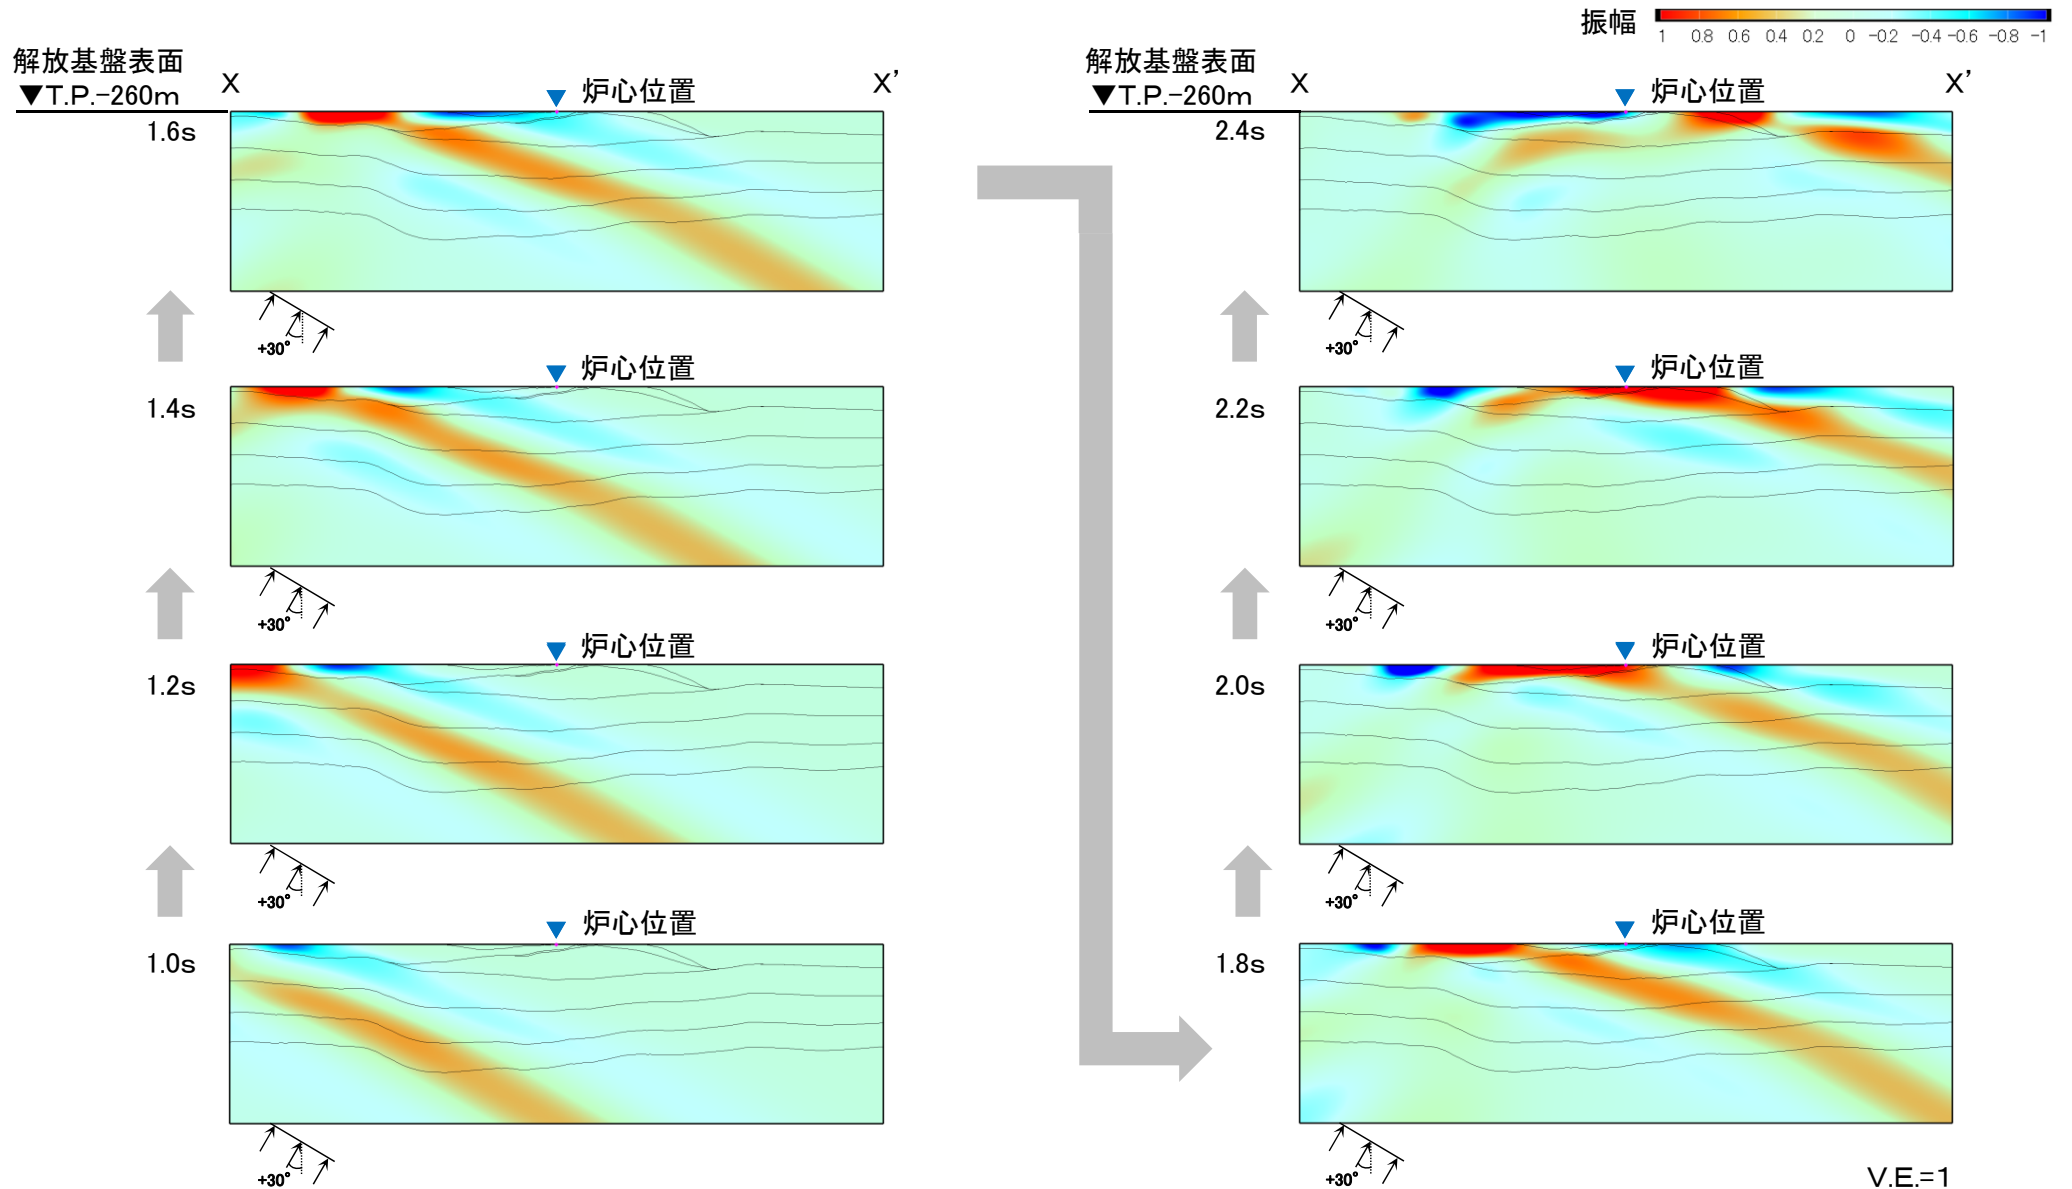 振幅
1 0.8 0.6 0.4 0.2 0 -0.2 -0.4 -0.6 -0.8 -1
解放基盤表面
▼T.P.-260m
X
X’
炉心位置
1.6s
+30°
炉心位置
1.4s
+30°
炉心位置
1.2s
+30°
炉心位置
1.0s
+30°
解放基盤表面
▼T.P.-260m
X
X’
炉心位置
2.4s
+30°
炉心位置
2.2s
+30°
炉心位置
2.0s
+30°
炉心位置
1.8s
+30°
V.E.=1